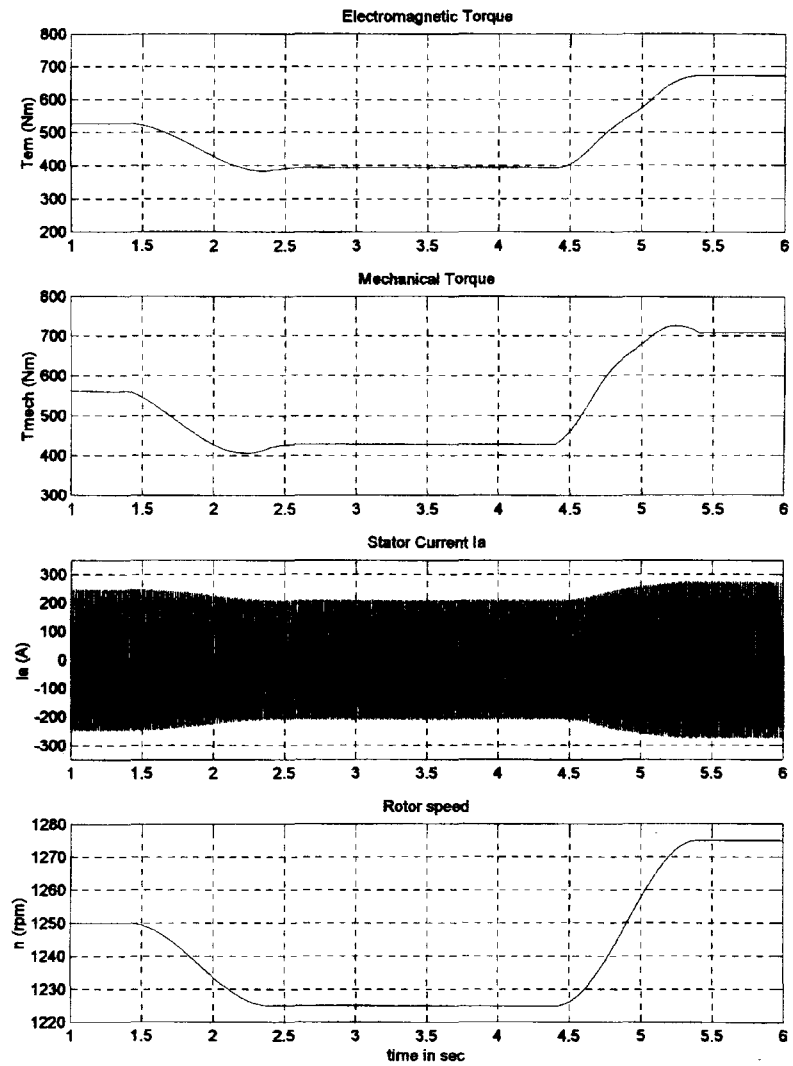 Electromagnetic Torque
Tem (Nm)
800
700
600
500
400
300
200
1 1.5 2 2.5 3 3.5 4 4.5 5 5.5 6
Mechanical Torque
Tmech (Nm)
800
700
600
500
400
300
1 1.5 2 2.5 3 3.5 4 4.5 5 5.5 6
Stator Current Ia
Ia (A)
300
200
100
0
-100
-200
-300
1 1.5 2 2.5 3 3.5 4 4.5 5 5.5 6
Rotor speed
n (rpm)
1280
1270
1260
1250
1240
1230
1220
1 1.5 2 2.5 3 3.5 4 4.5 5 5.5 6
time in sec